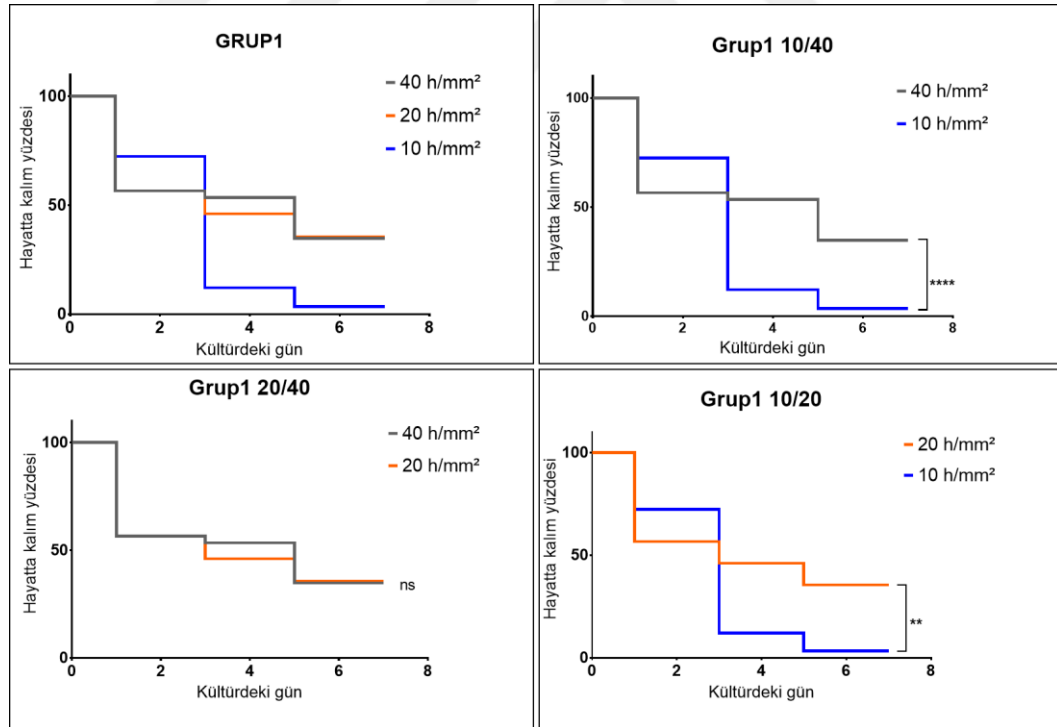 GRUP1
40 h/mm²
20 h/mm²
10 h/mm²
Hayatta kalım yüzdesi
100
50
0
0 2 4 6 8
Kültürdeki gün
Grup1 10/40
40 h/mm²
10 h/mm²
Hayatta kalım yüzdesi
100
50
0
0 2 4 6 8
Kültürdeki gün
****
Grup1 20/40
40 h/mm²
20 h/mm²
Hayatta kalım yüzdesi
100
50
0
0 2 4 6 8
Kültürdeki gün
ns
Grup1 10/20
20 h/mm²
10 h/mm²
Hayatta kalım yüzdesi
100
50
0
0 2 4 6 8
Kültürdeki gün
**